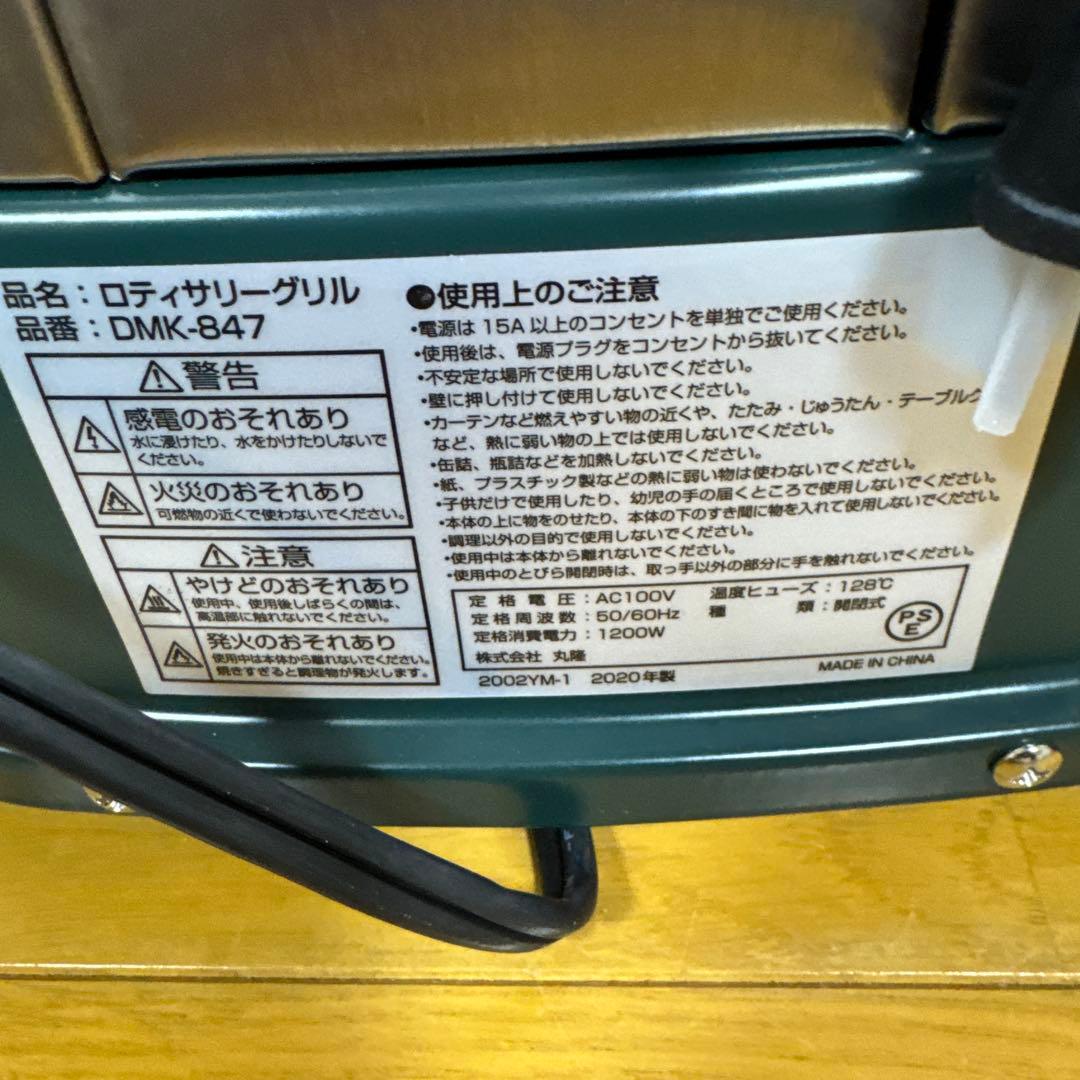 品名：ロティサリーグリル
品番：DMK-847
⚠警告
感電のおそれあり
水に浸けたり、水をかけたりしないで
ください。
火災のおそれあり
可燃物の近くで使わないでください。
⚠注意
やけどのおそれあり
使用中、使用後しばらくの間は、
高温部に触れないでください。
発火のおそれあり
使用中は本体から離れないでください。
焼きすぎると調理物が発火します。
●使用上のご注意
・電源は15A以上のコンセントを単独でご使用ください。
・使用後は、電源プラグをコンセントから抜いてください。
・不安定な場所で使用しないでください。
・壁に押し付けて使用しないでください。
・カーテンなど燃えやすい物の近くや、たたみ・じゅうたん・テーブルク
など、熱に弱い物の上では使用しないでください。
・缶詰、瓶詰などを加熱しないでください。
・紙、プラスチック製などの熱に弱い物は使わないでください。
・子供だけで使用したり、幼児の手の届くところで使用しないでください。
・本体の上に物をのせたり、本体の下のすき間に物を入れて使用しないでください。
・調理以外の目的で使用しないでください。
・使用中は本体から離れないでください。
・使用中のとびら開閉時は、取っ手以外の部分に手を触れないでください。
定格電圧：AC100V 温度ヒューズ：128℃
定格周波数：50/60Hz 種類：開閉式
定格消費電力：1200W
PSE
株式会社 丸隆
2002YM-1 2020年製 MADE IN CHINA